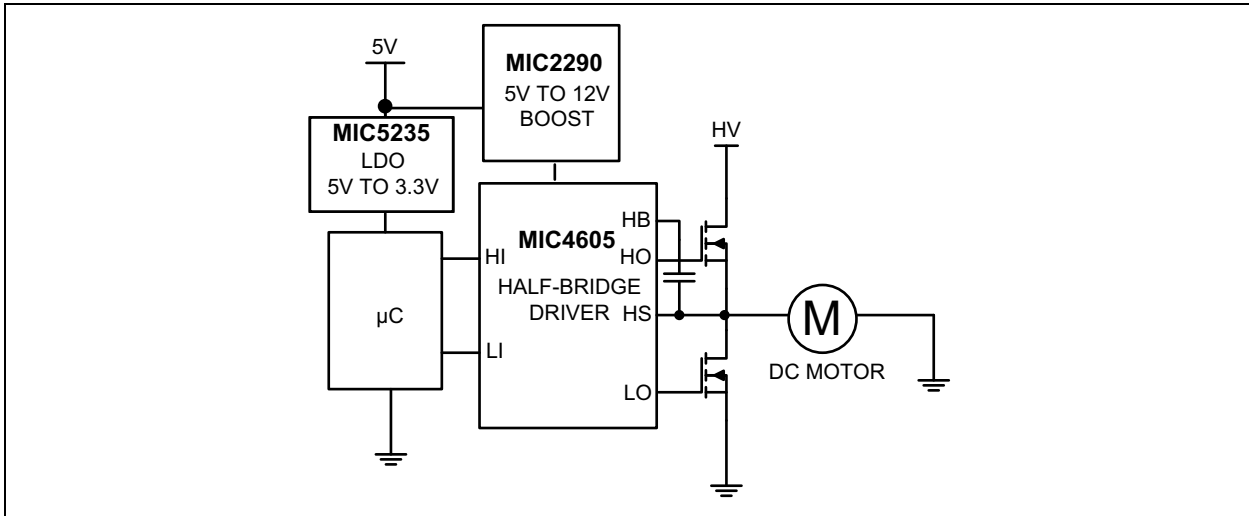 5V
MIC2290
5V TO 12V
BOOST
MIC5235
LDO
5V TO 3.3V
HV
MIC4605
HALF-BRIDGE
DRIVER
HB
HO
HS
LO
HI
LI
µC
M
DC MOTOR